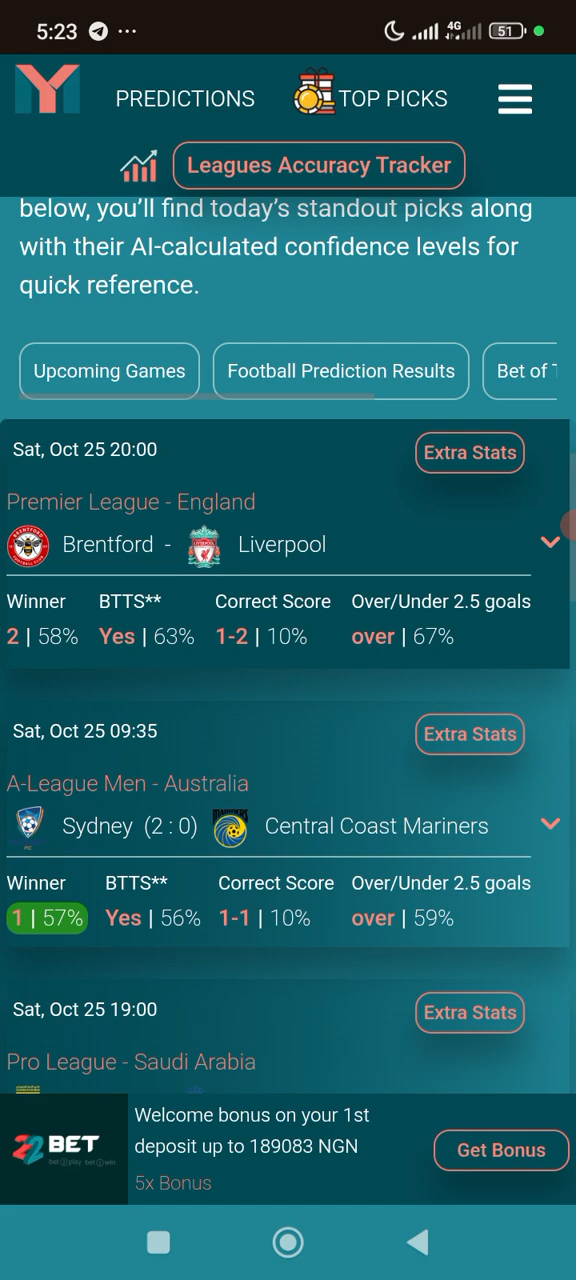 5:23 ... 4G 51
PREDICTIONS TOP PICKS
Leagues Accuracy Tracker
below, you’ll find today’s standout picks along
with their AI-calculated confidence levels for
quick reference.
Upcoming Games Football Prediction Results Bet of T
Sat, Oct 25 20:00 Extra Stats
Premier League - England
Brentford - Liverpool
Winner BTTS** Correct Score Over/Under 2.5 goals
2 | 58% Yes | 63% 1-2 | 10% over | 67%
Sat, Oct 25 09:35 Extra Stats
A-League Men - Australia
Sydney (2 : 0) Central Coast Mariners
Winner BTTS** Correct Score Over/Under 2.5 goals
1 | 57% Yes | 56% 1-1 | 10% over | 59%
Sat, Oct 25 19:00 Extra Stats
Pro League - Saudi Arabia
22BET
Welcome bonus on your 1st
deposit up to 189083 NGN
5x Bonus
Get Bonus